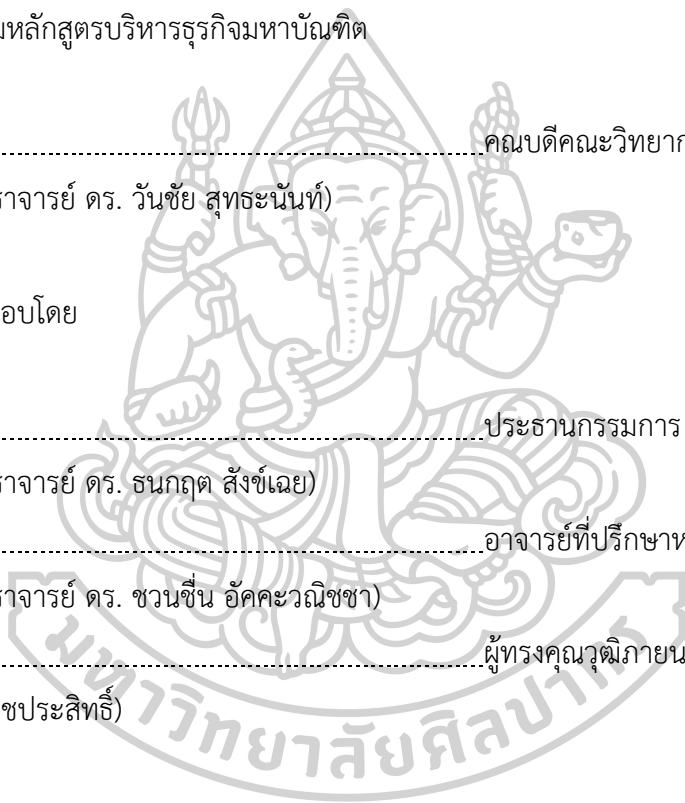 มหลักสูตรบริหารธุรกิจมหาบัณฑิต
คณบดีคณะวิทยาก
ราจารย์ ดร. วันชัย สุทธะนันท์)
อบโดย
ประธานกรรมการ
ราจารย์ ดร. ธนกฤต สังข์เฉย)
อาจารย์ที่ปรึกษาห
ราจารย์ ดร. ชวนชื่น อัคคะวณิชชา)
ผู้ทรงคุณวุฒิภายน
ชประสิทธิ์)
มหาวิทยาลัยศิลปากร